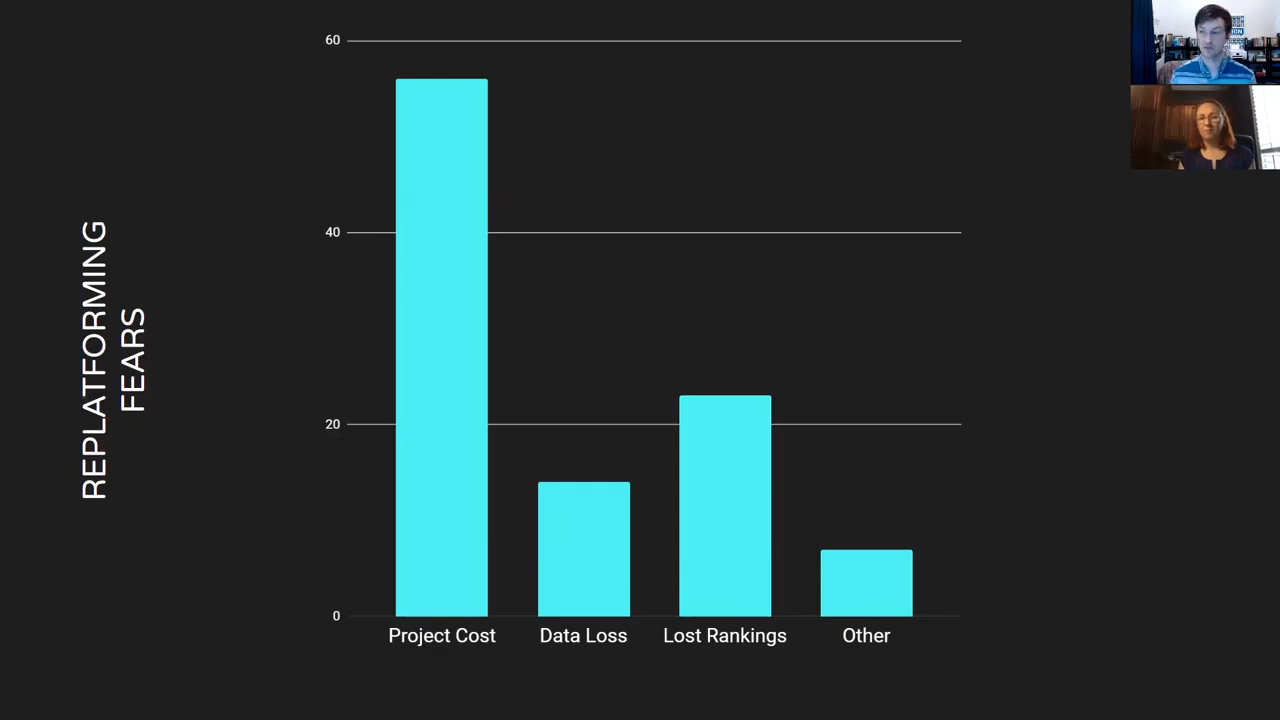 REPLATFORMING
FEARS
60
40
20
0
Project Cost
Data Loss
Lost Rankings
Other